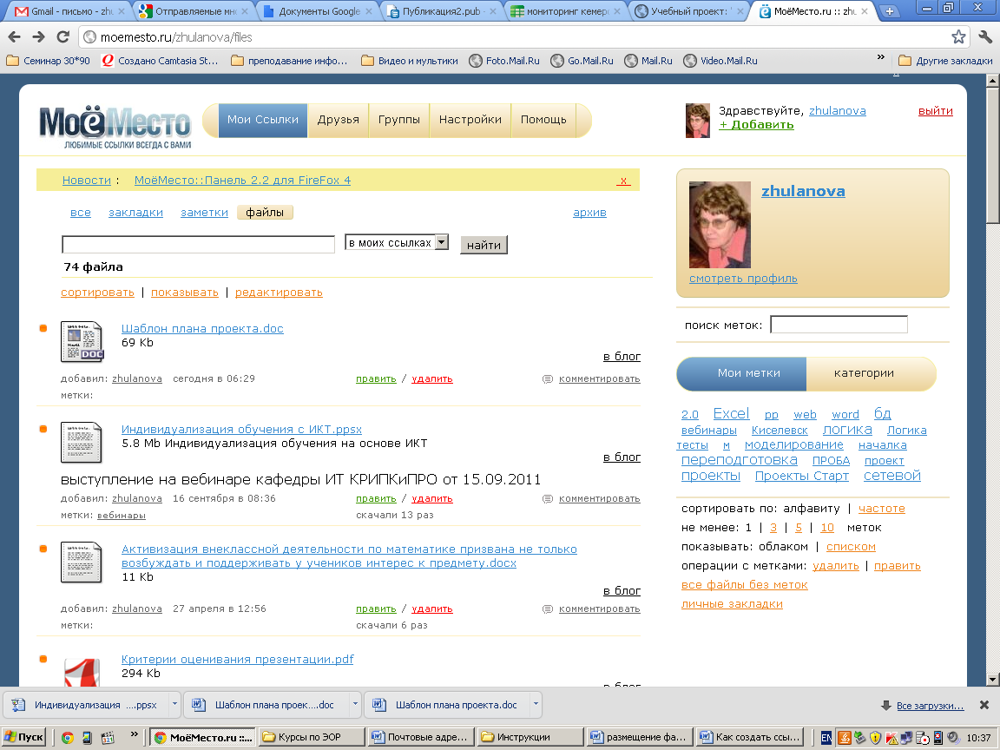 Gmail - письмо - zhu
Отправляемые мно
Документы Google
Публикация2.pub -
мониторинг кемеро
Учебный проект: "
МоёМесто.ru :: zhu
moemesto.ru/zhulanova/files
Семинар 30*90
Создано Camtasia St...
преподавание инфо...
Видео и мультики
Foto.Mail.Ru
Go.Mail.Ru
Mail.Ru
Video.Mail.Ru
»
Другие закладки
МоёМесто
ЛЮБИМЫЕ ССЫЛКИ ВСЕГДА С ВАМИ
Мои Ссылки
Друзья
Группы
Настройки
Помощь
Здравствуйте, zhulanova
выйти
+ Добавить
Новости : МоёМесто::Панель 2.2 для FireFox 4
x
все закладки заметки файлы
архив
в моих ссылках
найти
74 файла
сортировать | показывать | редактировать
Шаблон плана проекта.doc
69 Kb
DOC
в блог
добавил: zhulanova сегодня в 06:29
править / удалить
комментировать
метки:
Индивидуализация обучения с ИКТ.ppsx
5.8 Mb Индивидуализация обучения на основе ИКТ
в блог
выступление на вебинаре кафедры ИТ КРИПКиПРО от 15.09.2011
добавил: zhulanova 16 сентября в 08:36
править / удалить
комментировать
метки: вебинары
скачали 13 раз
Активизация внеклассной деятельности по математике призвана не только
возбуждать и поддерживать у учеников интерес к предмету.docx
11 Kb
в блог
добавил: zhulanova 27 апреля в 12:56
править / удалить
комментировать
метки:
скачали 6 раз
Критерии оценивания презентации.pdf
294 Kb
в блог
zhulanova
смотреть профиль
поиск меток:
Мои метки
категории
2.0 Excel pp web word бд
вебинары Киселевск логика Логика
тесты м моделирование началка
переподготовка ПРОБА проект
проекты Проекты Старт сетевой
сортировать по: алфавиту | частоте
не менее: 1 | 3 | 5 | 10 меток
показывать: облаком | списком
операции с метками: удалить | править
все файлы без меток
личные закладки
Индивидуализация ....ppsx
Шаблон плана проек....doc
Шаблон плана проекта.doc
Все загрузки...
Пуск
»
МоёМесто.ru ::...
Курсы по ЭОР
Почтовые адре...
Инструкции
размещение фа...
Как создать ссы...
EN
10:37